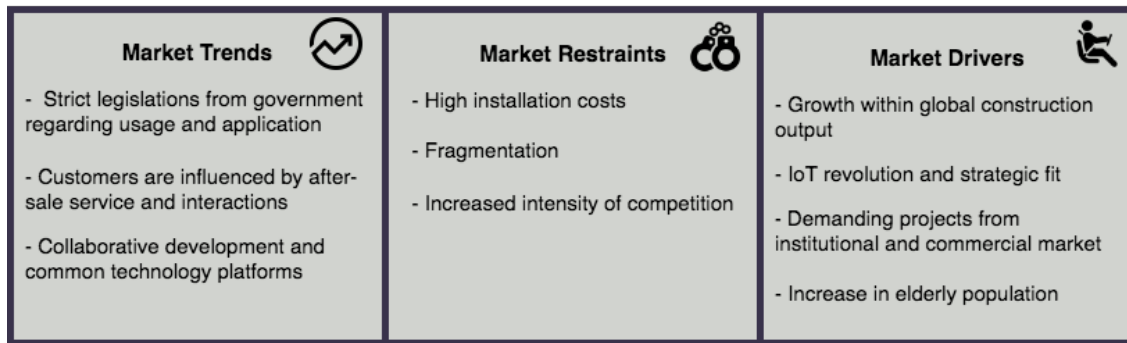 Market Trends
- Strict legislations from government
regarding usage and application
- Customers are influenced by after-
sale service and interactions
- Collaborative development and
common technology platforms
Market Restraints
- High installation costs
- Fragmentation
- Increased intensity of competition
Market Drivers
- Growth within global construction
output
- IoT revolution and strategic fit
- Demanding projects from
institutional and commercial market
- Increase in elderly population